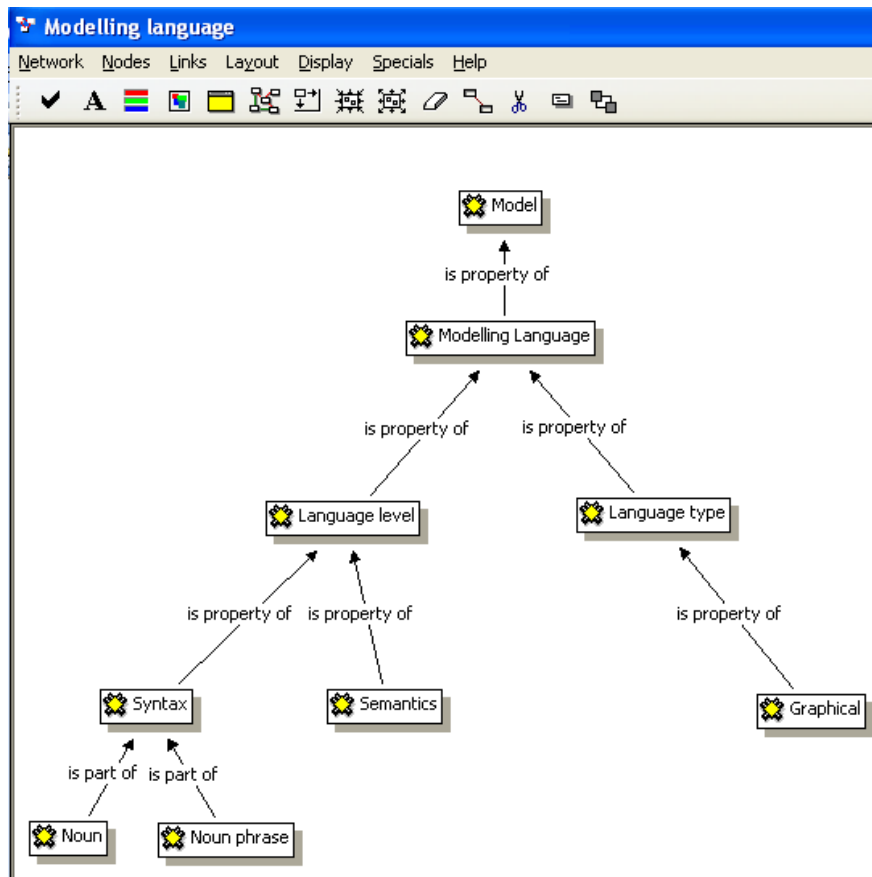 Modelling language
Network Nodes Links Layout Display Specials Help
A
Model
is property of
Modelling Language
is property of
is property of
Language level
Language type
is property of
is property of
is property of
Syntax
Semantics
Graphical
is part of
is part of
Noun
Noun phrase